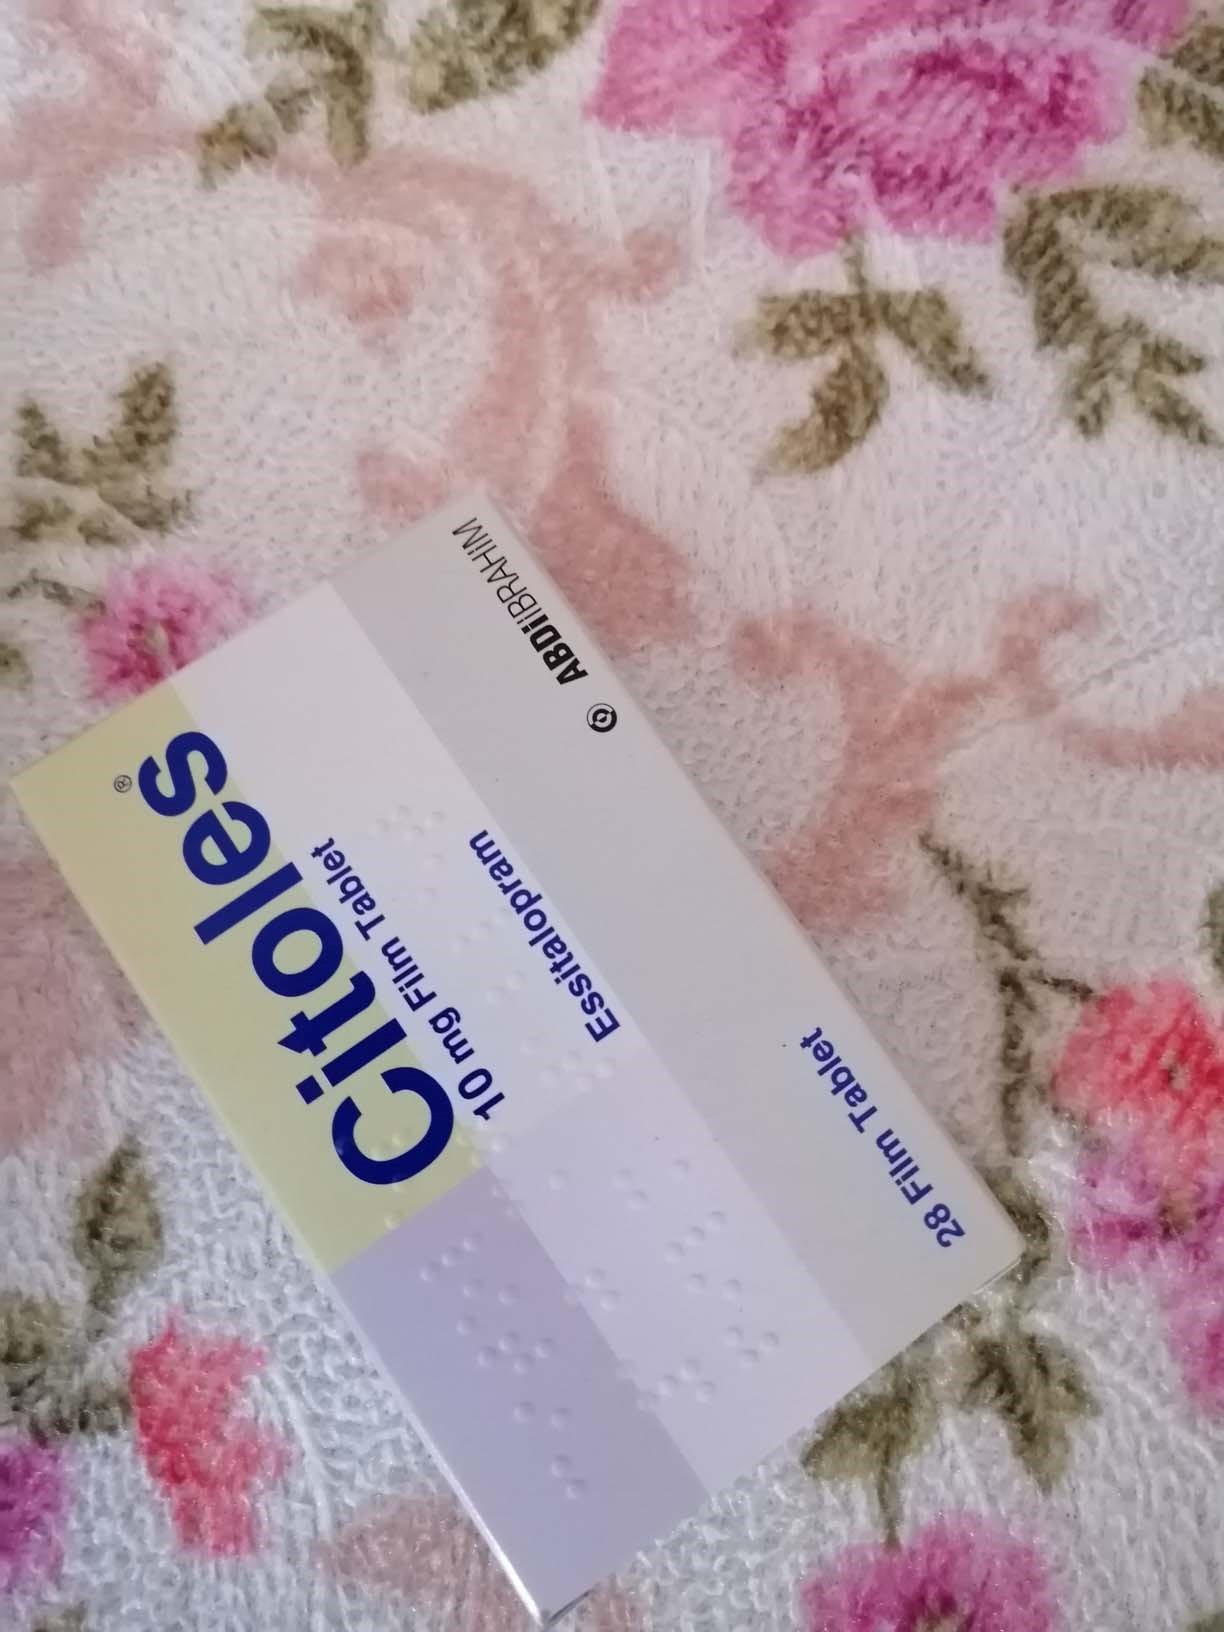 Citoles®
10 mg Film Tablet
Essitalopram
28 Film Tablet
ABDİİBRAHİM